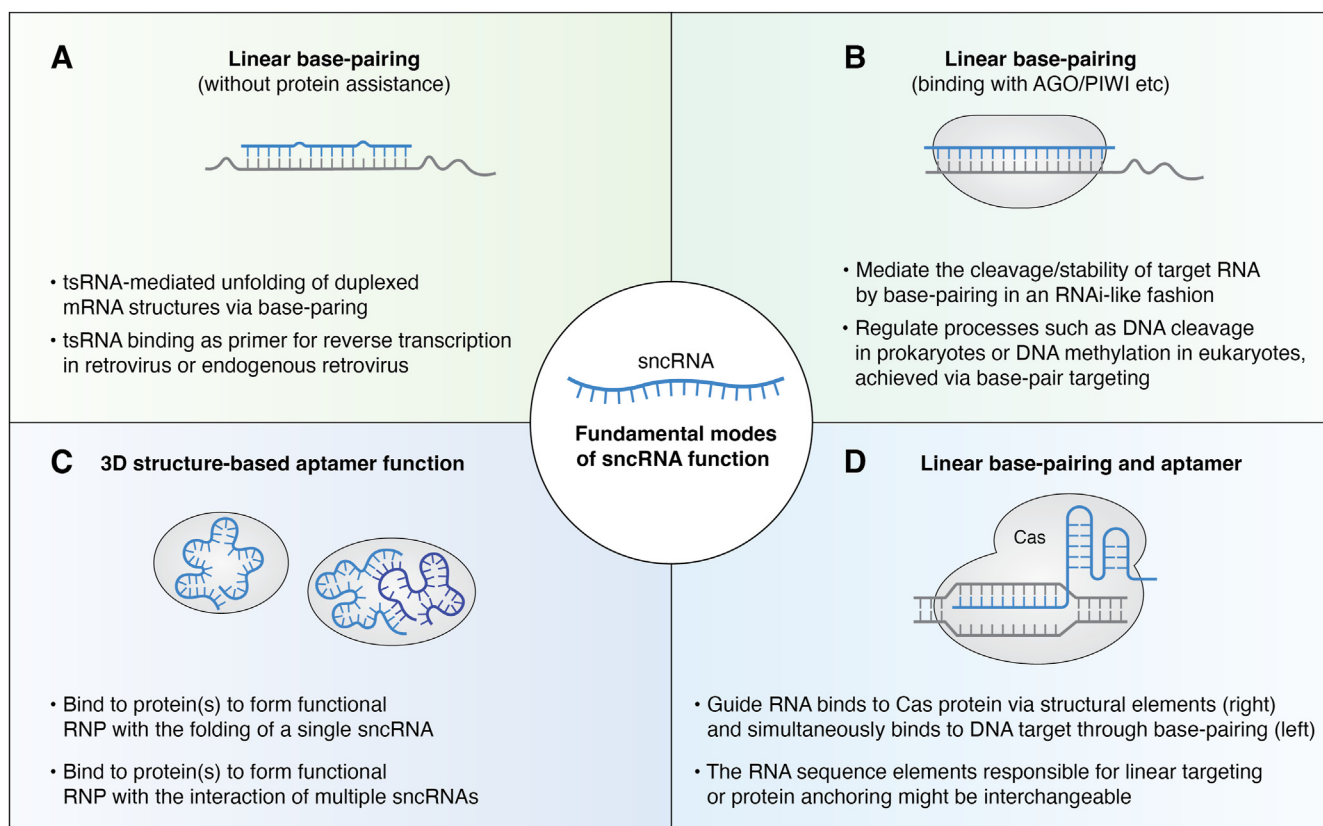 A
Linear base-pairing
(without protein assistance)
• tsRNA-mediated unfolding of duplexed
mRNA structures via base-paring
• tsRNA binding as primer for reverse transcription
in retrovirus or endogenous retrovirus
B
Linear base-pairing
(binding with AGO/PIWI etc)
• Mediate the cleavage/stability of target RNA
by base-pairing in an RNAi-like fashion
• Regulate processes such as DNA cleavage
in prokaryotes or DNA methylation in eukaryotes,
achieved via base-pair targeting
sncRNA
Fundamental modes
of sncRNA function
C
3D structure-based aptamer function
• Bind to protein(s) to form functional
RNP with the folding of a single sncRNA
• Bind to protein(s) to form functional
RNP with the interaction of multiple sncRNAs
D
Linear base-pairing and aptamer
Cas
• Guide RNA binds to Cas protein via structural elements (right)
and simultaneously binds to DNA target through base-pairing (left)
• The RNA sequence elements responsible for linear targeting
or protein anchoring might be interchangeable